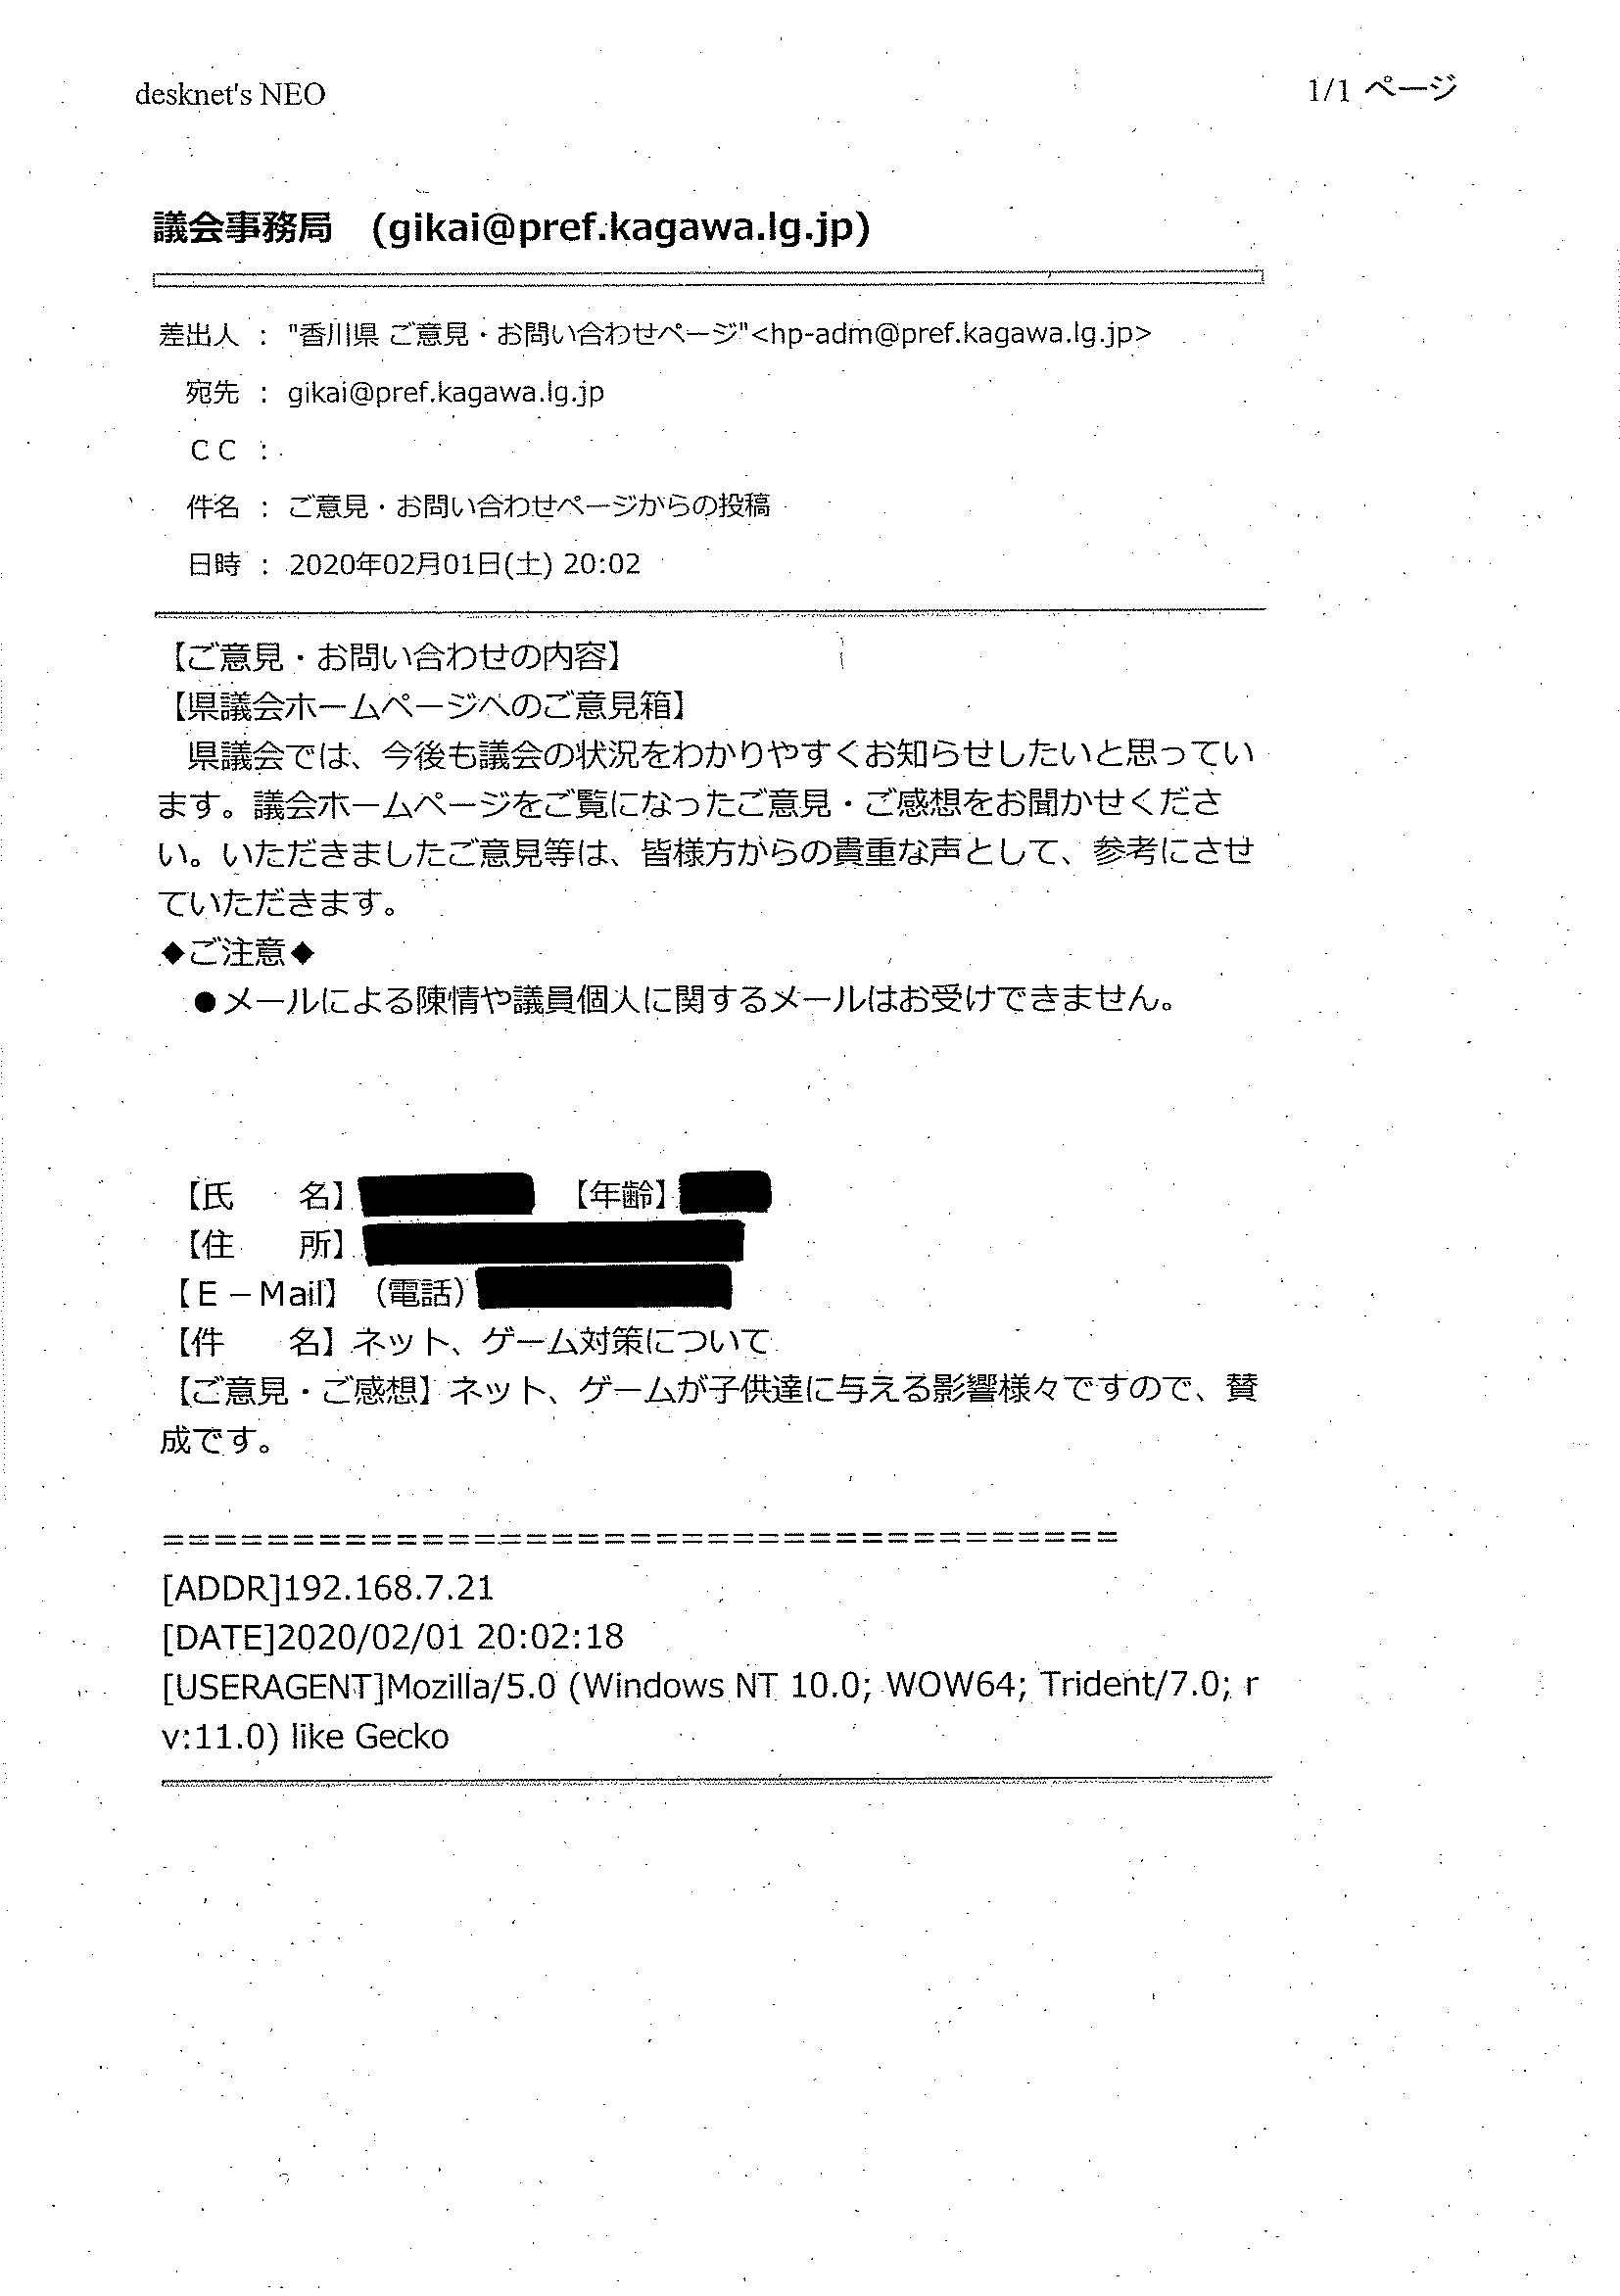 desknet's NEO
1/1 ページ
議会事務局　(gikai@pref.kagawa.lg.jp)
差出人 ： "香川県 ご意見・お問い合わせページ"<hp-adm@pref.kagawa.lg.jp>
宛先 ： gikai@pref.kagawa.lg.jp
ＣＣ ：
件名 ： ご意見・お問い合わせページからの投稿
日時 ： 2020年02月01日(土) 20:02
【ご意見・お問い合わせの内容】
【県議会ホームページへのご意見箱】
　県議会では、今後も議会の状況をわかりやすくお知らせしたいと思ってい
ます。議会ホームページをご覧になったご意見・ご感想をお聞かせくださ
い。いただきましたご意見等は、皆様方からの貴重な声として、参考にさせ
ていただきます。
◆ご注意◆
　●メールによる陳情や議員個人に関するメールはお受けできません。
【氏　　名】　【年齢】
【住　　所】
【Ｅ－Mail】（電話）
【件　　名】ネット、ゲーム対策について
【ご意見・ご感想】ネット、ゲームが子供達に与える影響様々ですので、賛
成です。
=====================================
[ADDR]192.168.7.21
[DATE]2020/02/01 20:02:18
[USERAGENT]Mozilla/5.0 (Windows NT 10.0; WOW64; Trident/7.0; r
v:11.0) like Gecko